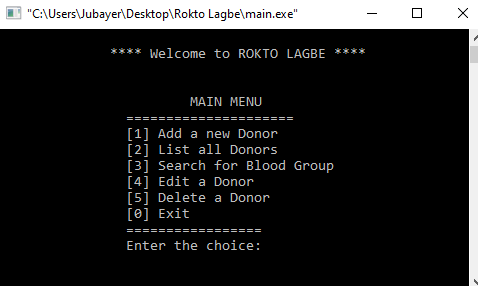 "C:\Users\Jubayer\Desktop\Rokto Lagbe\main.exe"
**** Welcome to ROKTO LAGBE ****
MAIN MENU
=====================
[1] Add a new Donor
[2] List all Donors
[3] Search for Blood Group
[4] Edit a Donor
[5] Delete a Donor
[0] Exit
=================
Enter the choice: